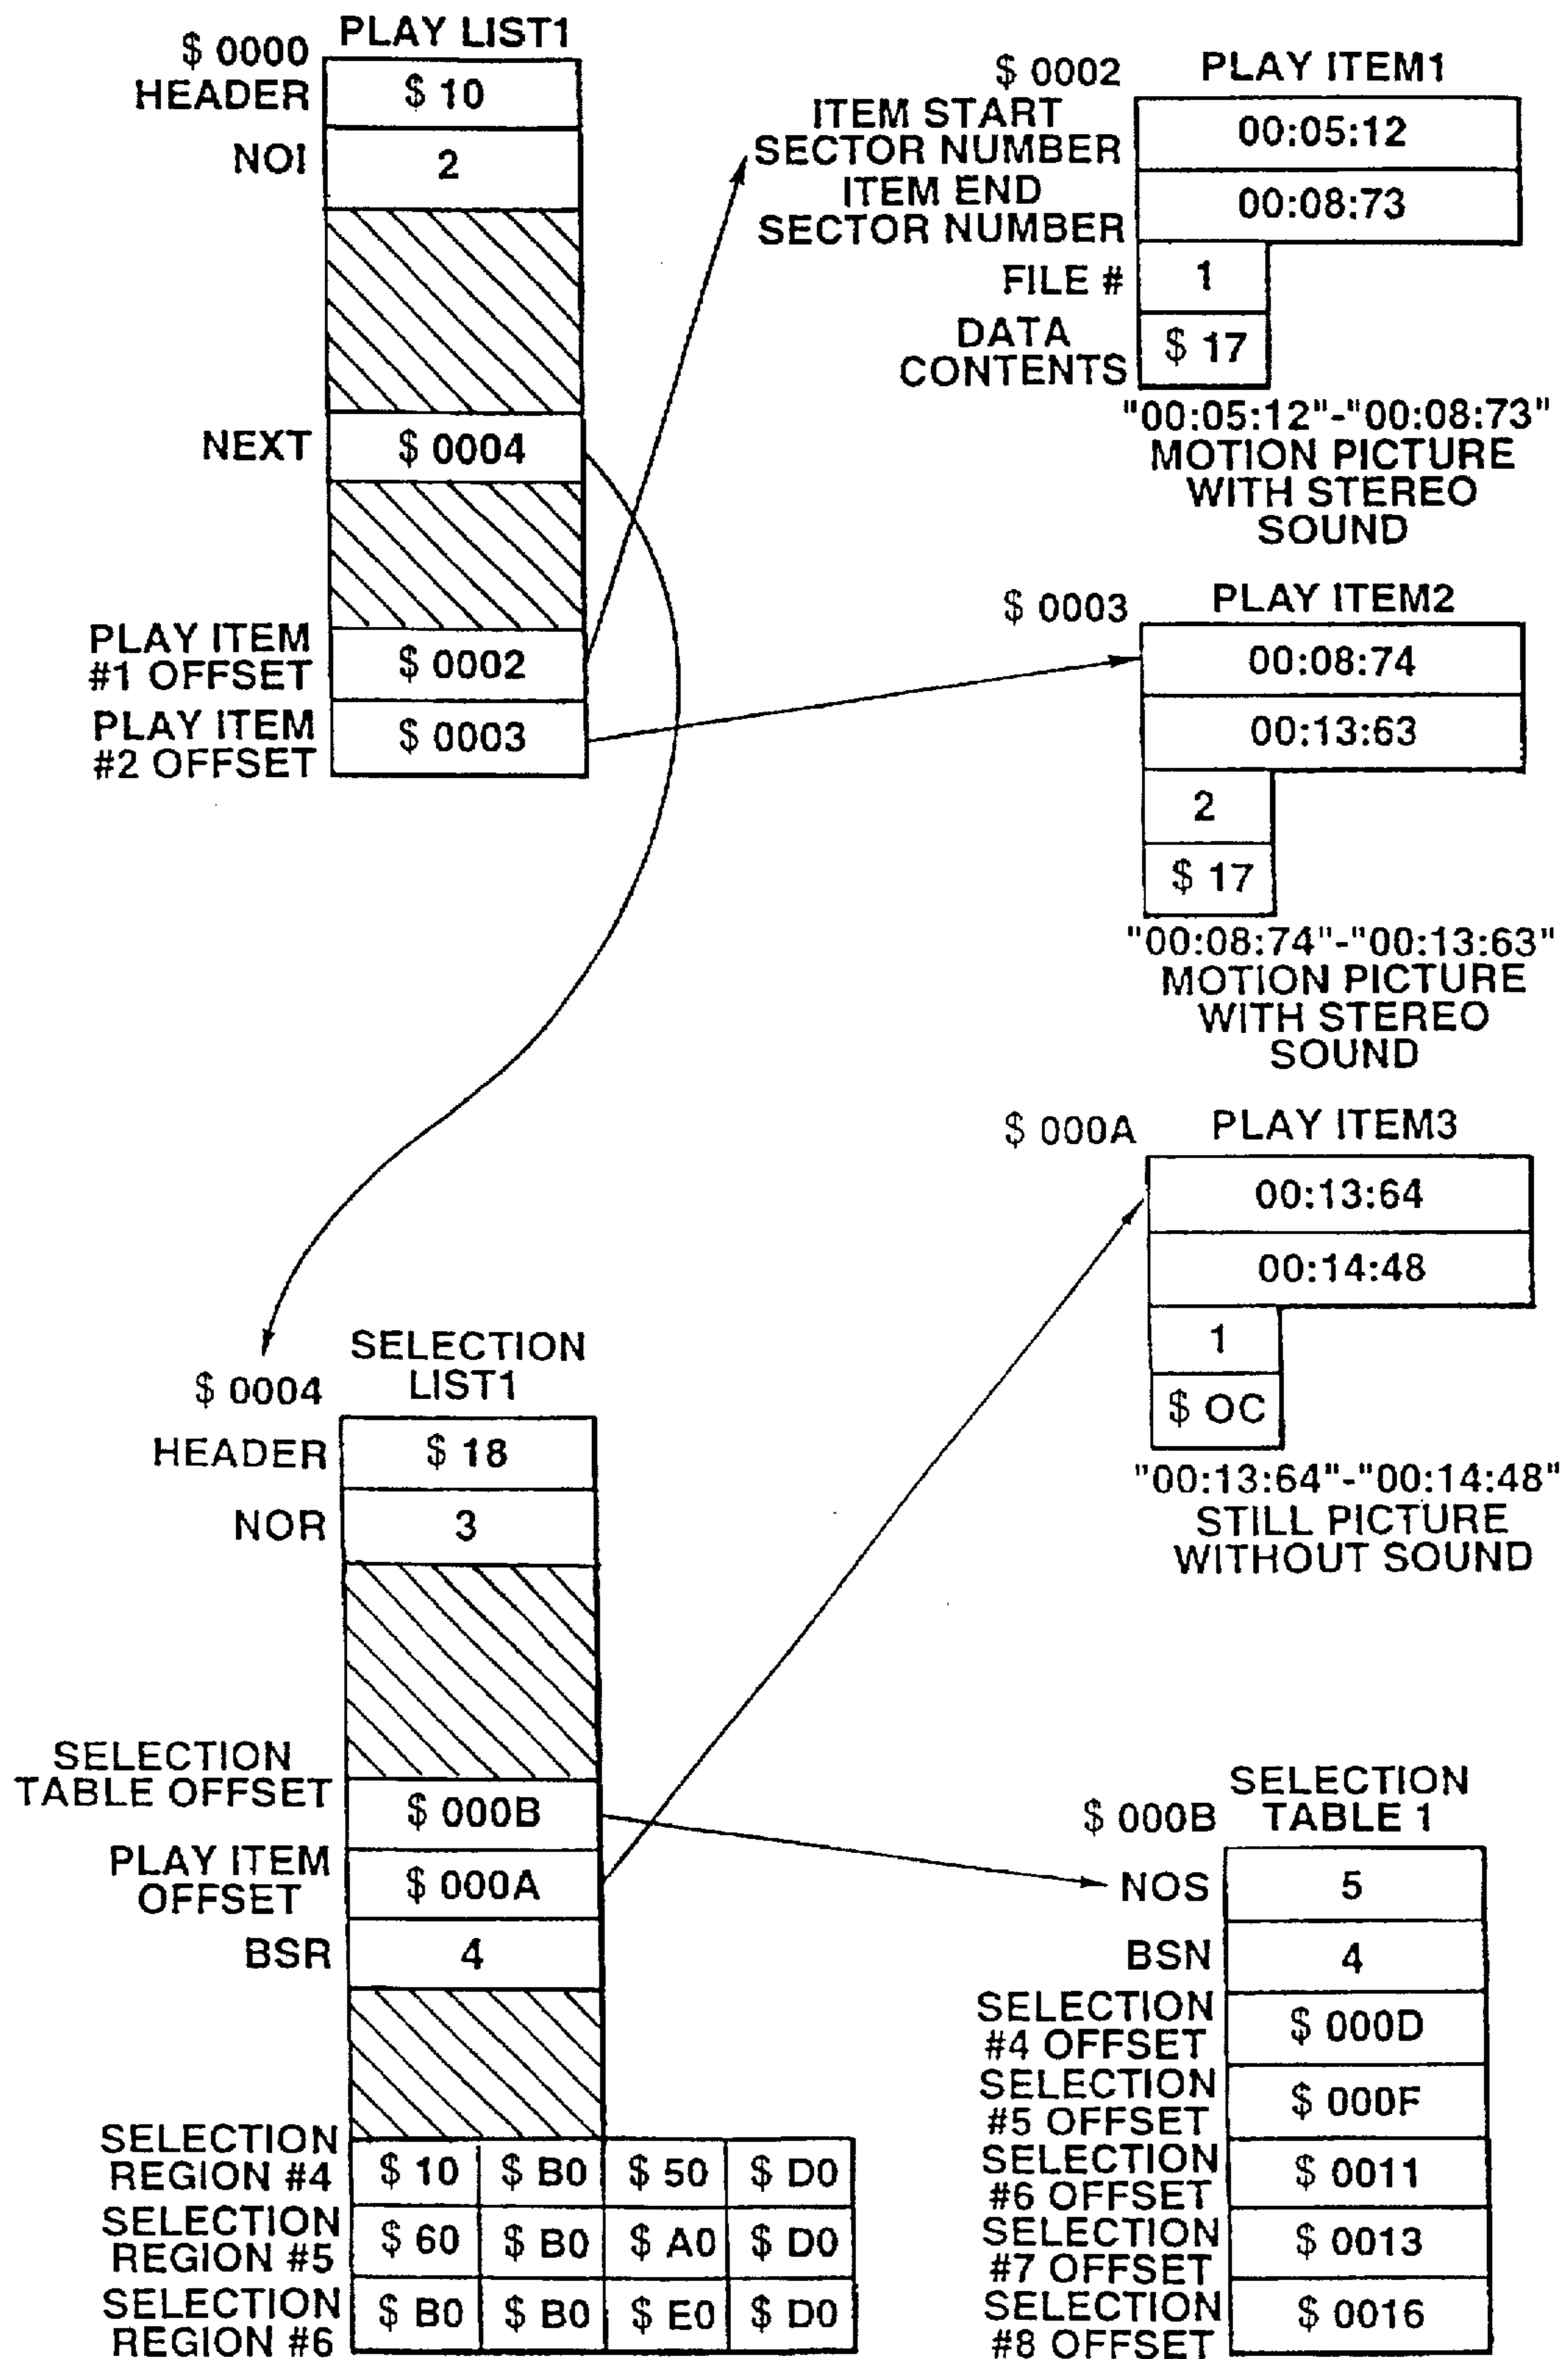 PLAY LIST1
$ 0000
HEADER
$ 10
NOI
2
NEXT
$ 0004
PLAY ITEM
#1 OFFSET
$ 0002
PLAY ITEM
#2 OFFSET
$ 0003
$ 0002
PLAY ITEM1
ITEM START
SECTOR NUMBER
00:05:12
ITEM END
SECTOR NUMBER
00:08:73
FILE #
1
DATA
CONTENTS
$ 17
"00:05:12"-"00:08:73"
MOTION PICTURE
WITH STEREO
SOUND
$ 0003
PLAY ITEM2
00:08:74
00:13:63
2
$ 17
"00:08:74"-"00:13:63"
MOTION PICTURE
WITH STEREO
SOUND
$ 000A
PLAY ITEM3
00:13:64
00:14:48
1
$ OC
"00:13:64"-"00:14:48"
STILL PICTURE
WITHOUT SOUND
SELECTION
LIST1
$ 0004
HEADER
$ 18
NOR
3
SELECTION
TABLE OFFSET
$ 000B
PLAY ITEM
OFFSET
$ 000A
BSR
4
SELECTION
REGION #4
$ 10 $ B0 $ 50 $ D0
SELECTION
REGION #5
$ 60 $ B0 $ A0 $ D0
SELECTION
REGION #6
$ B0 $ B0 $ E0 $ D0
SELECTION
TABLE 1
$ 000B
NOS
5
BSN
4
SELECTION
#4 OFFSET
$ 000D
SELECTION
#5 OFFSET
$ 000F
SELECTION
#6 OFFSET
$ 0011
SELECTION
#7 OFFSET
$ 0013
SELECTION
#8 OFFSET
$ 0016